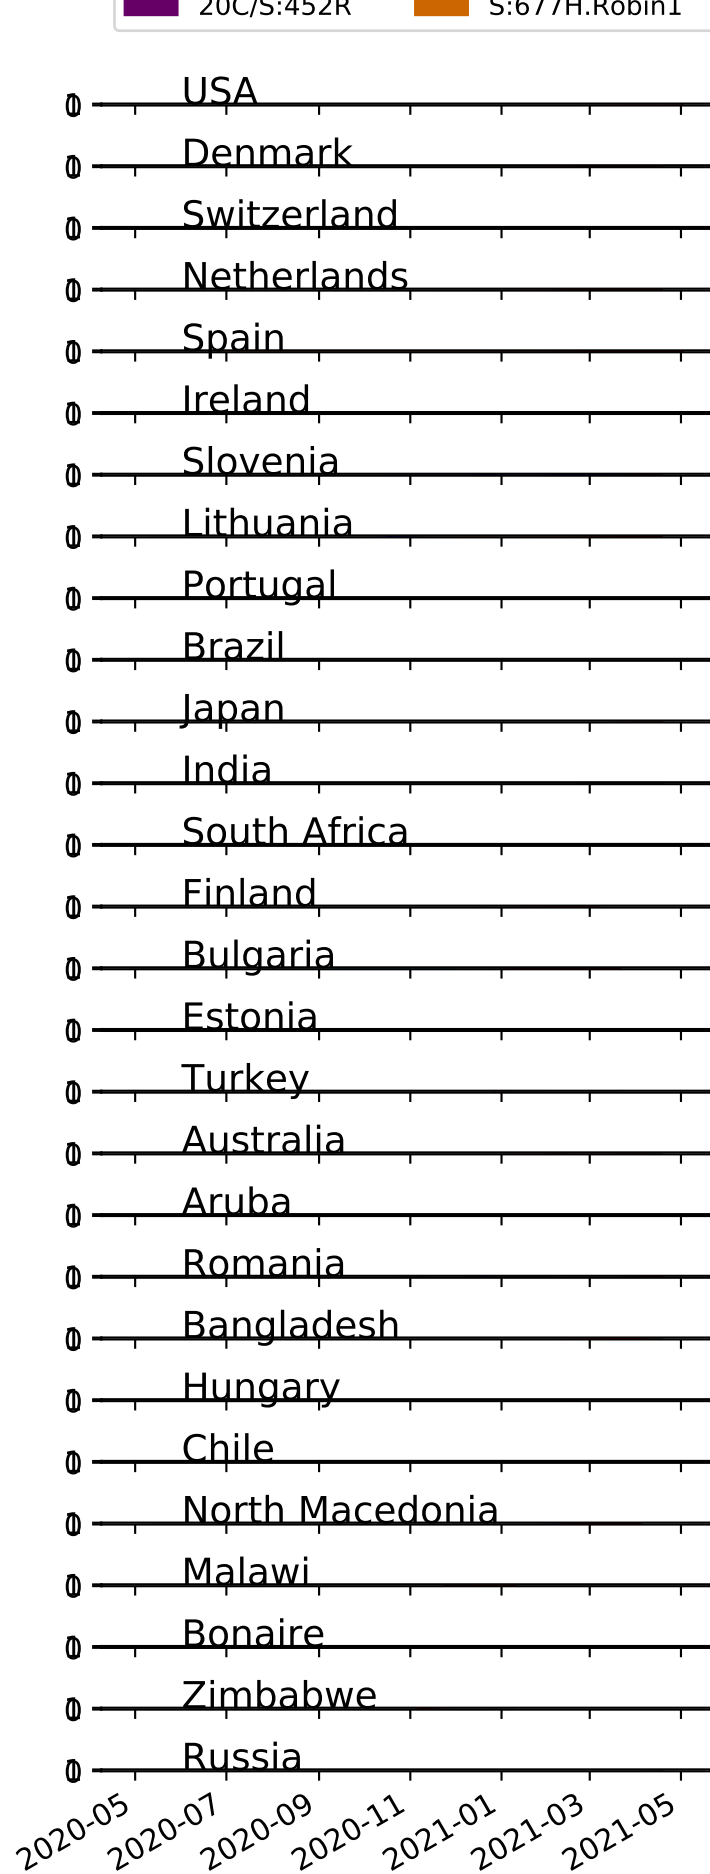 20C/S:452R S:677H.Robin1
USA
Denmark
Switzerland
Netherlands
Spain
Ireland
Slovenia
Lithuania
Portugal
Brazil
Japan
India
South Africa
Finland
Bulgaria
Estonia
Turkey
Australia
Aruba
Romania
Bangladesh
Hungary
Chile
North Macedonia
Malawi
Bonaire
Zimbabwe
Russia
2020-05 2020-07 2020-09 2020-11 2021-01 2021-03 2021-05